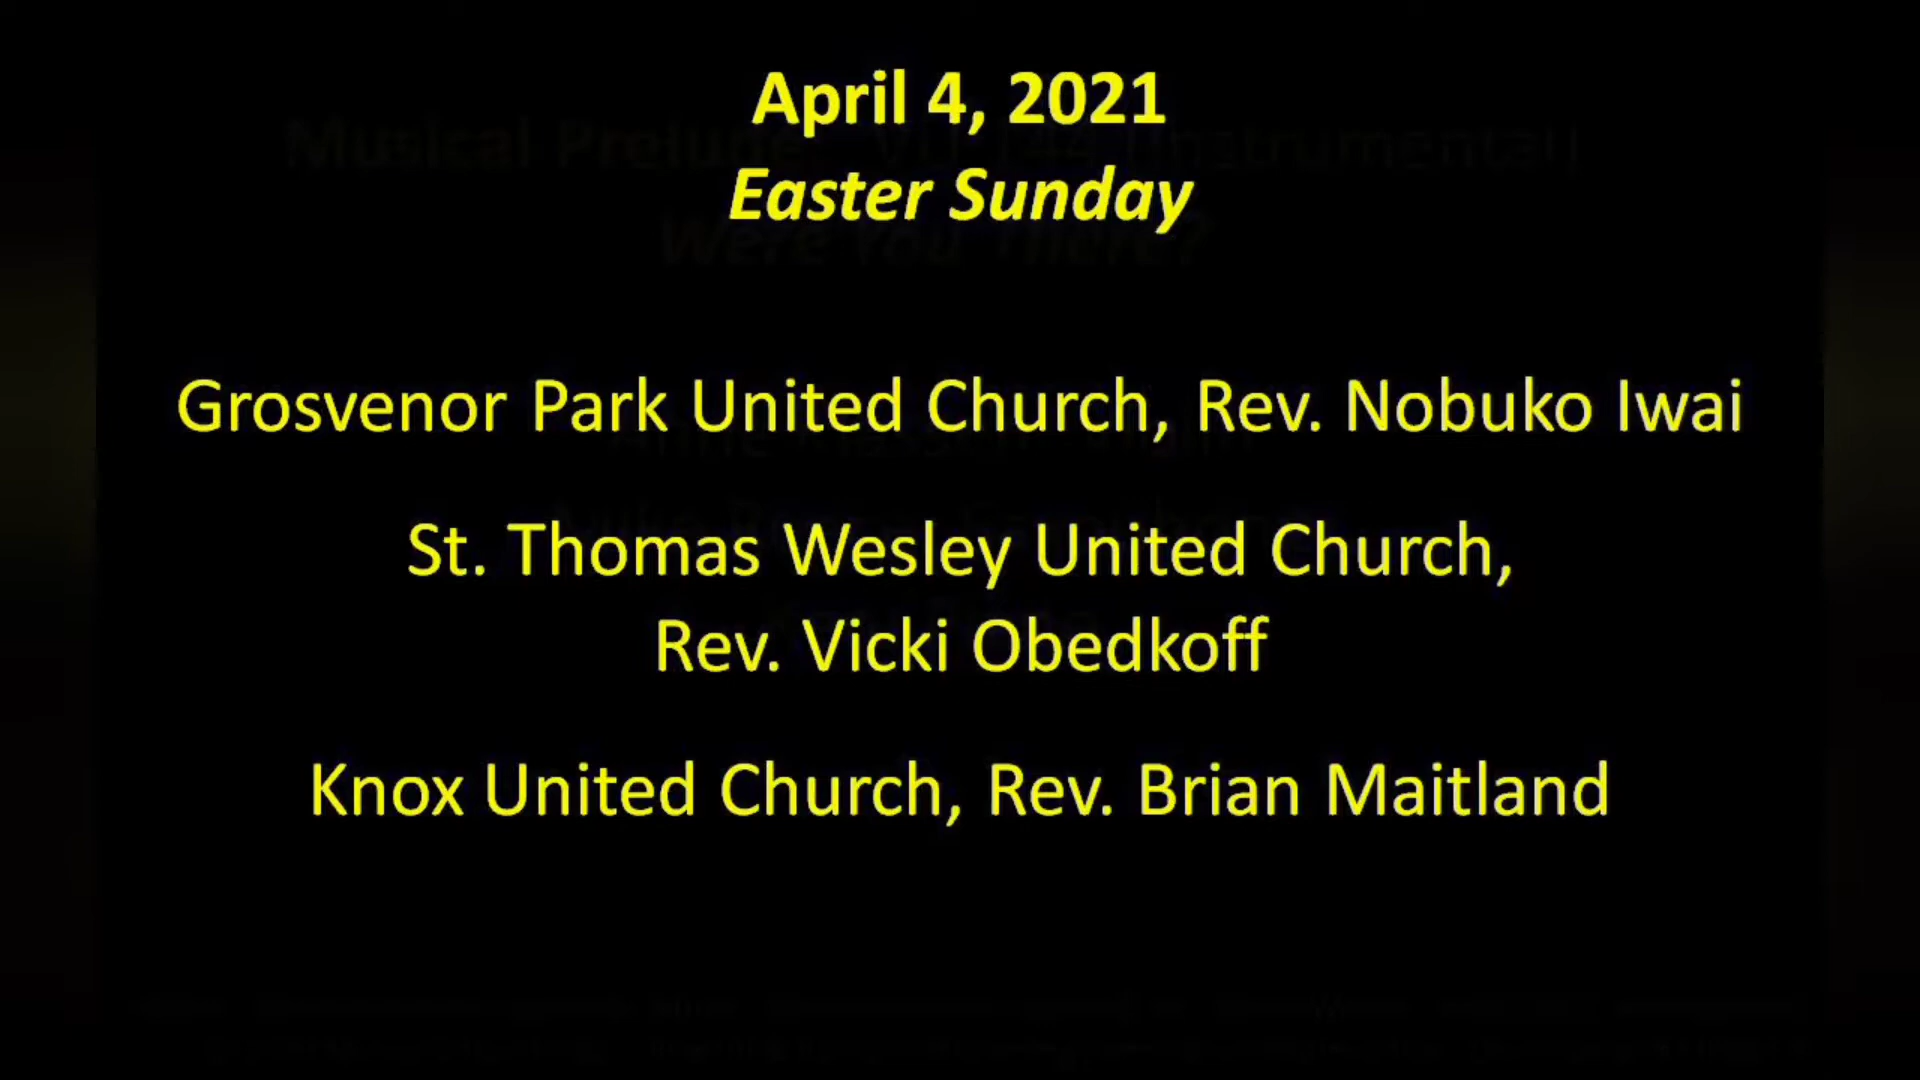 April 4, 2021
Easter Sunday
Grosvenor Park United Church, Rev. Nobuko Iwai
St. Thomas Wesley United Church,
Rev. Vicki Obedkoff
Knox United Church, Rev. Brian Maitland